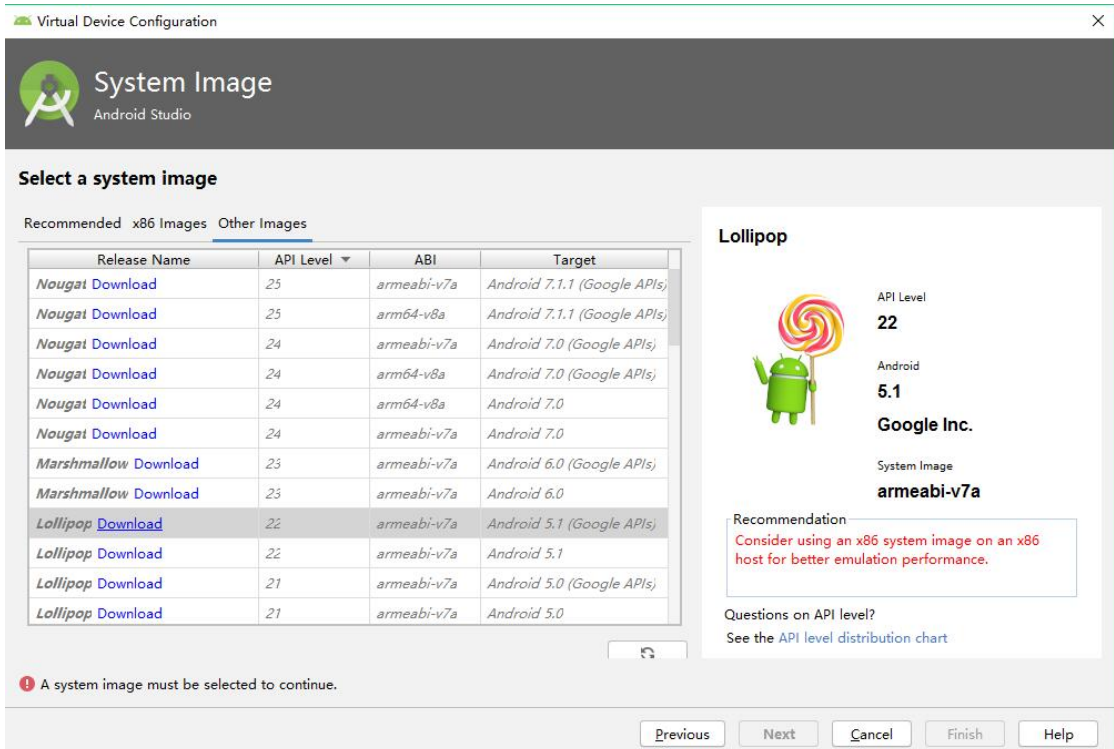 Virtual Device Configuration
System Image
Android Studio
Select a system image
Recommended x86 Images Other Images
Release Name API Level ABI Target
Nougat Download 25 armeabi-v7a Android 7.1.1 (Google APIs)
Nougat Download 25 arm64-v8a Android 7.1.1 (Google APIs)
Nougat Download 24 armeabi-v7a Android 7.0 (Google APIs)
Nougat Download 24 arm64-v8a Android 7.0 (Google APIs)
Nougat Download 24 arm64-v8a Android 7.0
Nougat Download 24 armeabi-v7a Android 7.0
Marshmallow Download 23 armeabi-v7a Android 6.0 (Google APIs)
Marshmallow Download 23 armeabi-v7a Android 6.0
Lollipop Download 22 armeabi-v7a Android 5.1 (Google APIs)
Lollipop Download 22 armeabi-v7a Android 5.1
Lollipop Download 21 armeabi-v7a Android 5.0 (Google APIs)
Lollipop Download 21 armeabi-v7a Android 5.0
Lollipop
API Level
22
Android
5.1
Google Inc.
System Image
armeabi-v7a
Recommendation
Consider using an x86 system image on an x86
host for better emulation performance.
Questions on API level?
See the API level distribution chart
A system image must be selected to continue.
Previous Next Cancel Finish Help